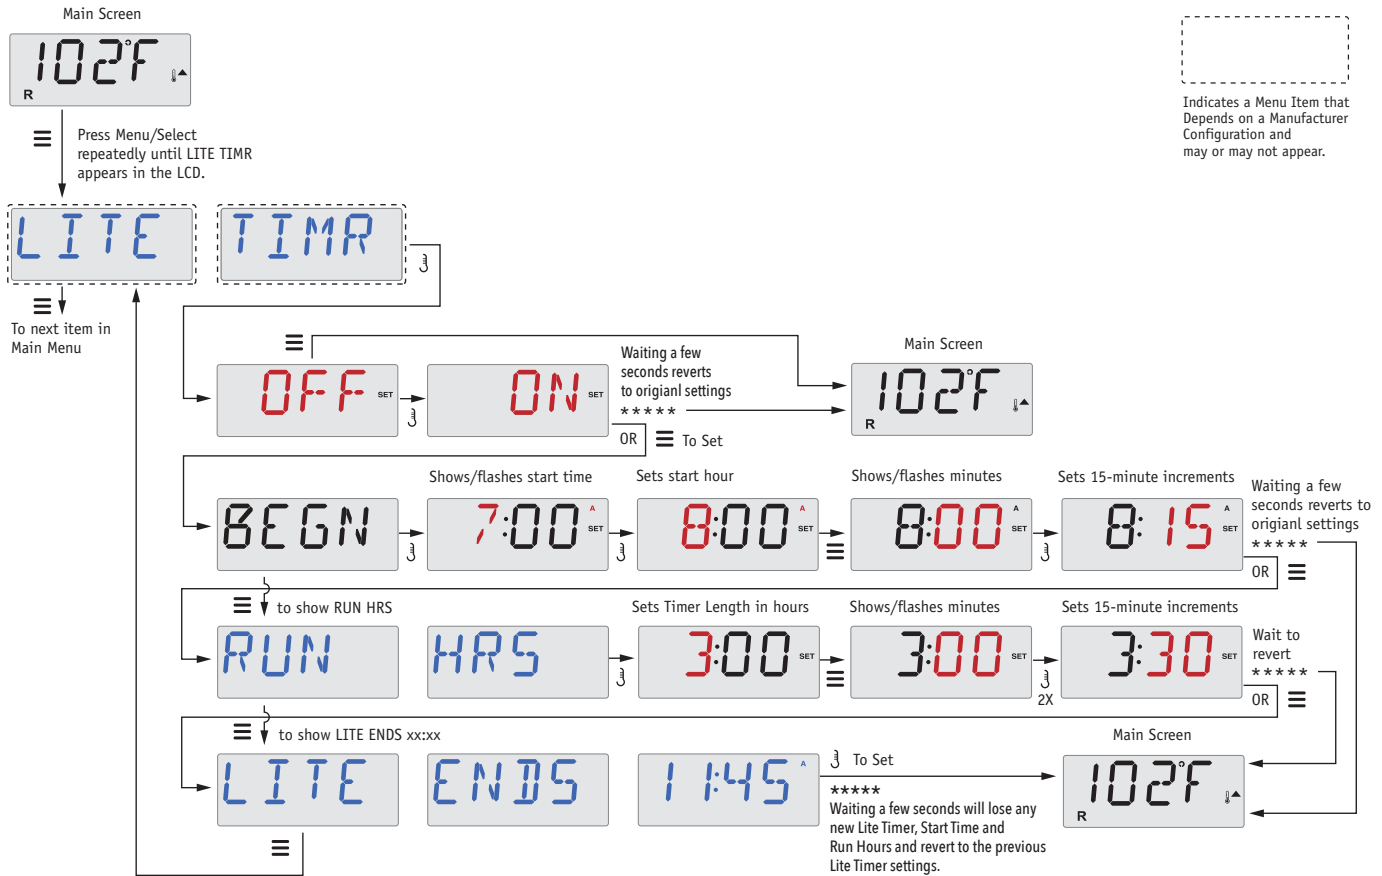 Main Screen
102°F
R
Indicates a Menu Item that
Depends on a Manufacturer
Configuration and
may or may not appear.
Press Menu/Select
repeatedly until LITE TIMR
appears in the LCD.
LITE
TIMR
To next item in
Main Menu
OFF SET
ON SET
Waiting a few
seconds reverts
to origianl settings
*****
OR
To Set
Main Screen
102°F
R
BEGN
Shows/flashes start time
7:00 A SET
Sets start hour
8:00 A SET
Shows/flashes minutes
8:00 A SET
Sets 15-minute increments
8:15 A SET
Waiting a few
seconds reverts to
origianl settings
*****
OR
to show RUN HRS
RUN
HRS
Sets Timer Length in hours
3:00 SET
Shows/flashes minutes
3:00 SET
2X
Sets 15-minute increments
3:30 SET
Wait to
revert
*****
OR
to show LITE ENDS xx:xx
LITE
ENDS
11:45 A
To Set
*****
Waiting a few seconds will lose any
new Lite Timer, Start Time and
Run Hours and revert to the previous
Lite Timer settings.
Main Screen
102°F
R